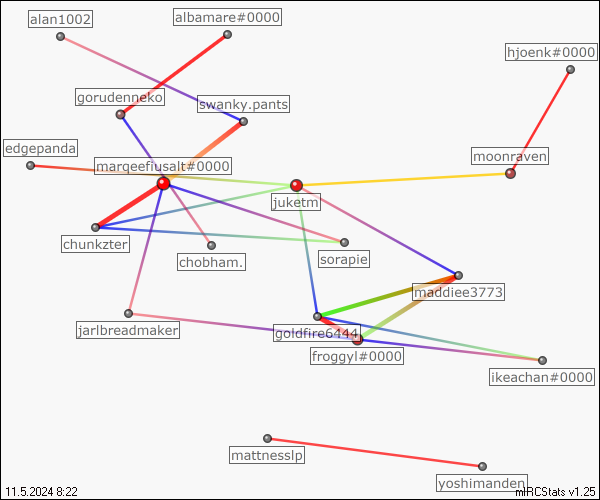 alan1002
albamare#0000
hjoenk#0000
gorudenneko
swanky.pants
edgepanda
marqeefiusalt#0000
moonraven
juketm
chunkzter
chobham.
sorapie
maddiee3773
jarlbreadmaker
goldfire6444
froggyl#0000
ikeachan#0000
mattnesslp
yoshimanden
11.5.2024 8:22
mIRCStats v1.25